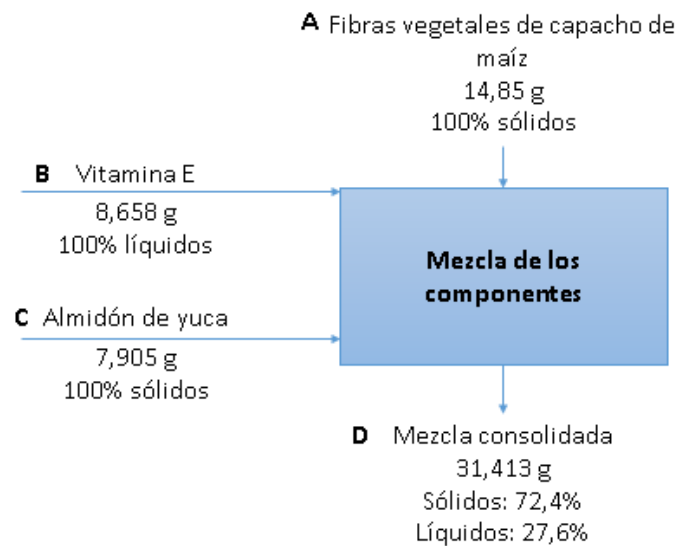 A Fibras vegetales de capacho de
maíz
14,85 g
100% sólidos
B Vitamina E
8,658 g
100% líquidos
Mezcla de los
componentes
C Almidón de yuca
7,905 g
100% sólidos
D Mezcla consolidada
31,413 g
Sólidos: 72,4%
Líquidos: 27,6%